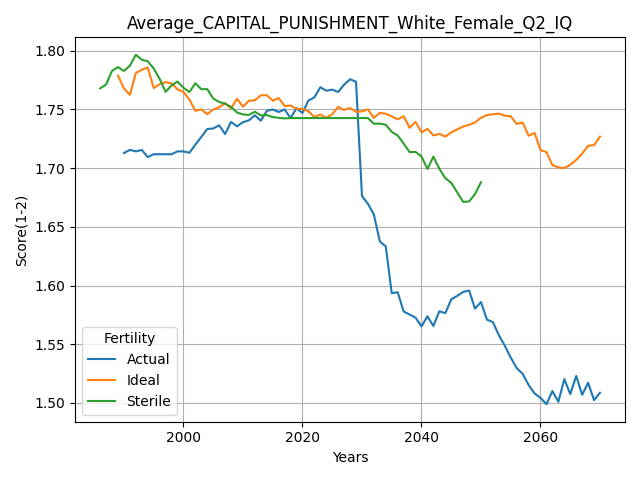 Average_CAPITAL_PUNISHMENT_White_Female_Q2_IQ
Score(1-2)
1.80
1.75
1.70
1.65
1.60
1.55
1.50
Fertility
Actual
Ideal
Sterile
2000
2020
2040
2060
Years